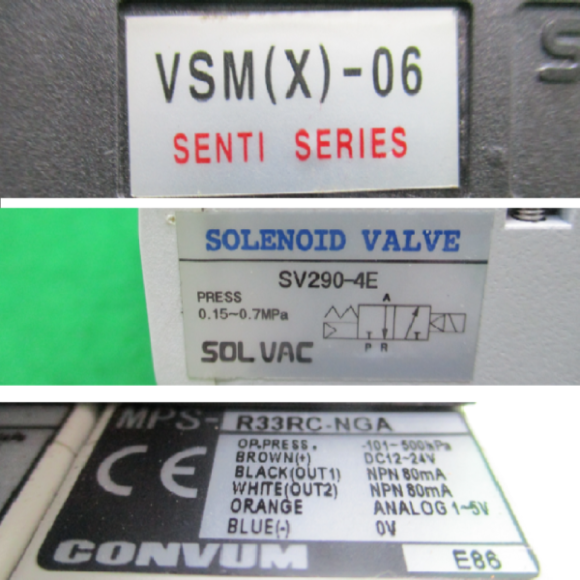 VSM(X)-06
SENTI SERIES
S
SOLENOID VALVE
SV290-4E
PRESS
0.15~0.7MPa
A
P R
SOLVAC
MPS- R33RC-NGA
OP.PRESS. -101~500kPa
BROWN(+) DC12~24V
BLACK(OUT1) NPN 80mA
WHITE(OUT2) NPN 80mA
ORANGE ANALOG 1~5V
BLUE(-) 0V
CE
CONVUM E86